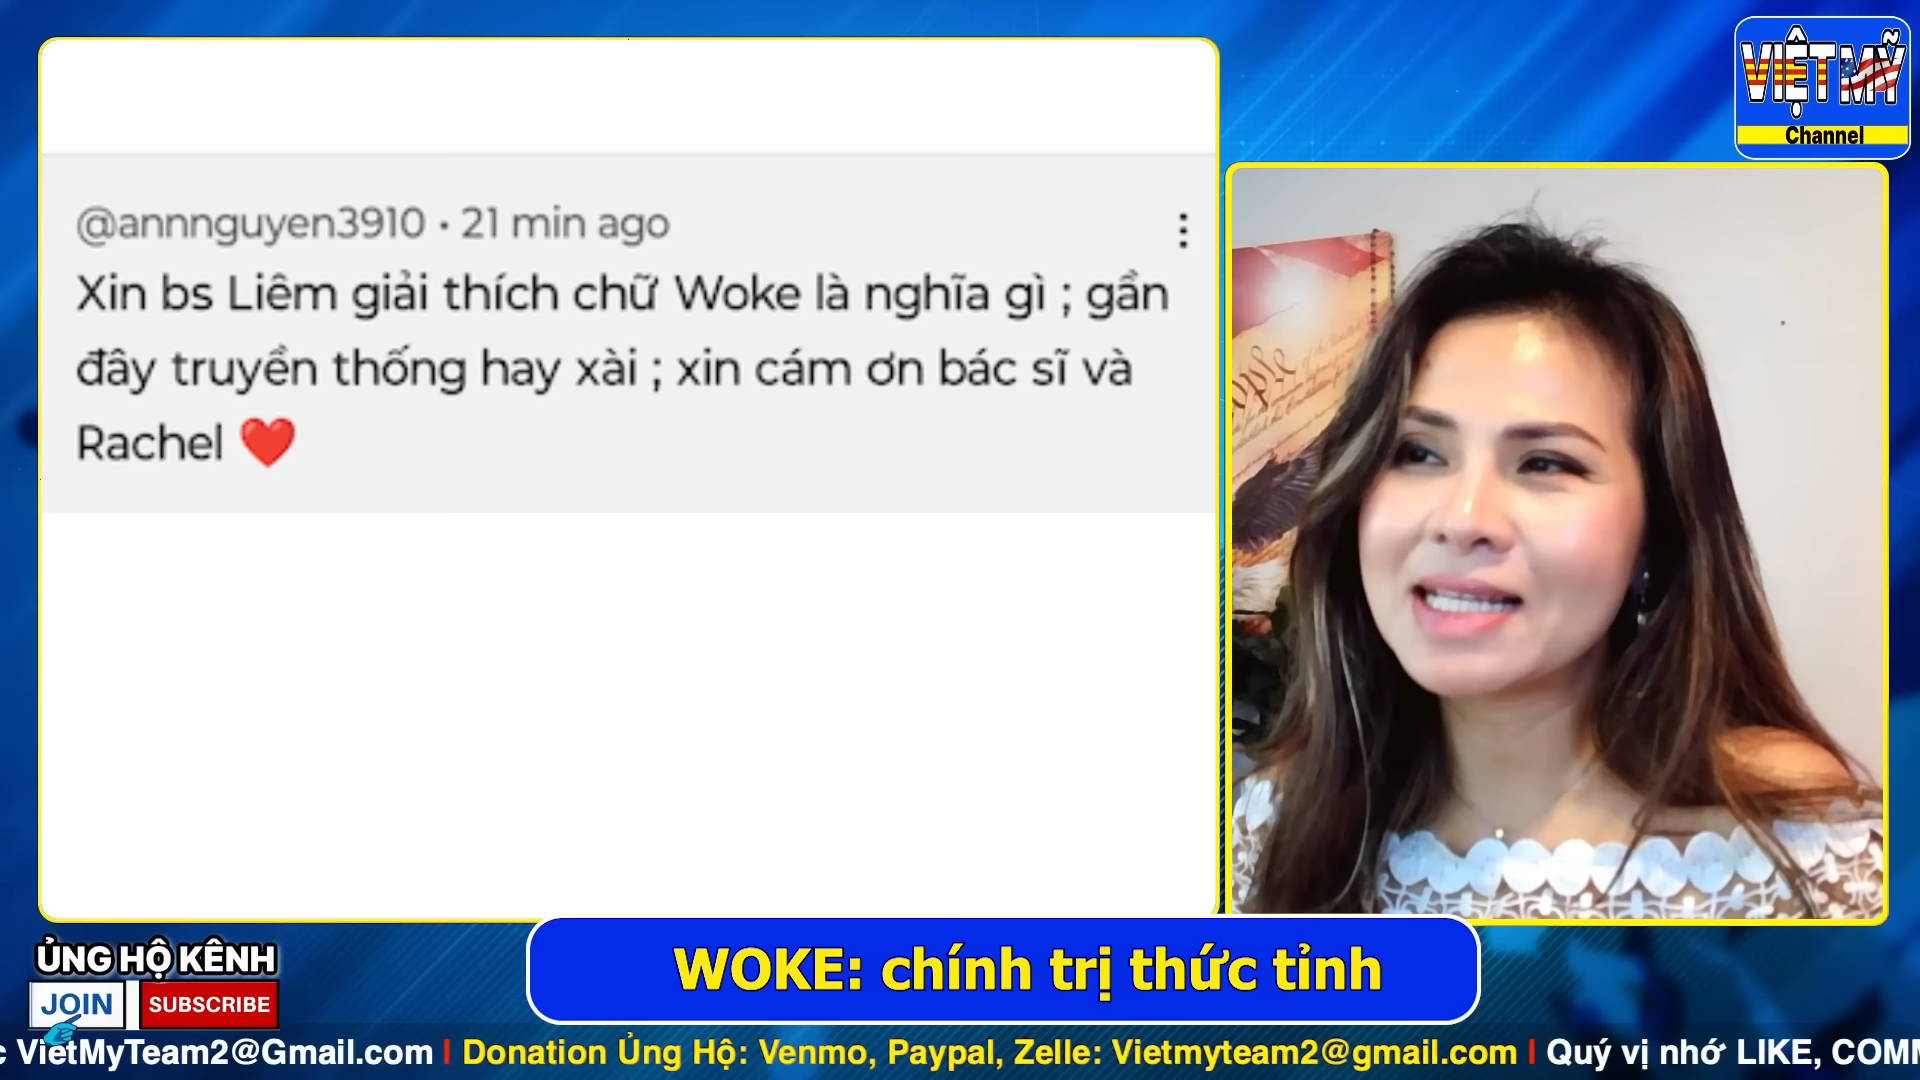 VIỆT MỸ
Channel
@annnguyen3910 • 21 min ago
Xin bs Liêm giải thích chữ Woke là nghĩa gì ; gần
đây truyền thống hay xài ; xin cám ơn bác sĩ và
Rachel ❤️
ople
WOKE: chính trị thức tỉnh
ỦNG HỘ KÊNH
JOIN
SUBSCRIBE
c VietMyTeam2@Gmail.com | Donation Ủng Hộ: Venmo, Paypal, Zelle: Vietmyteam2@gmail.com | Quý vị nhớ LIKE, COMM